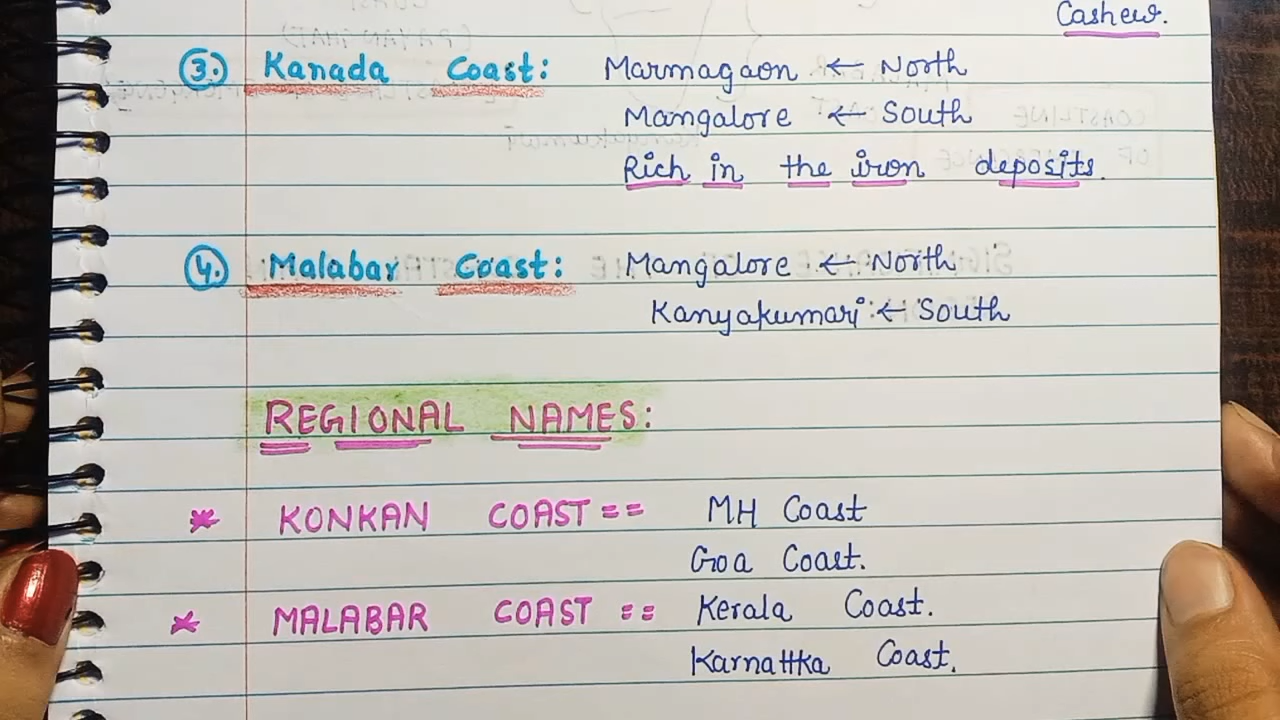 Cashew.
3. Kanada Coast: Marmagaon ← North
Mangalore ← South
Rich in the iron deposits.
4. Malabar Coast: Mangalore ← North
Kanyakumari ← South
REGIONAL NAMES:
* KONKAN COAST == MH Coast
Goa Coast.
* MALABAR COAST == Kerala Coast.
Karnattka Coast.